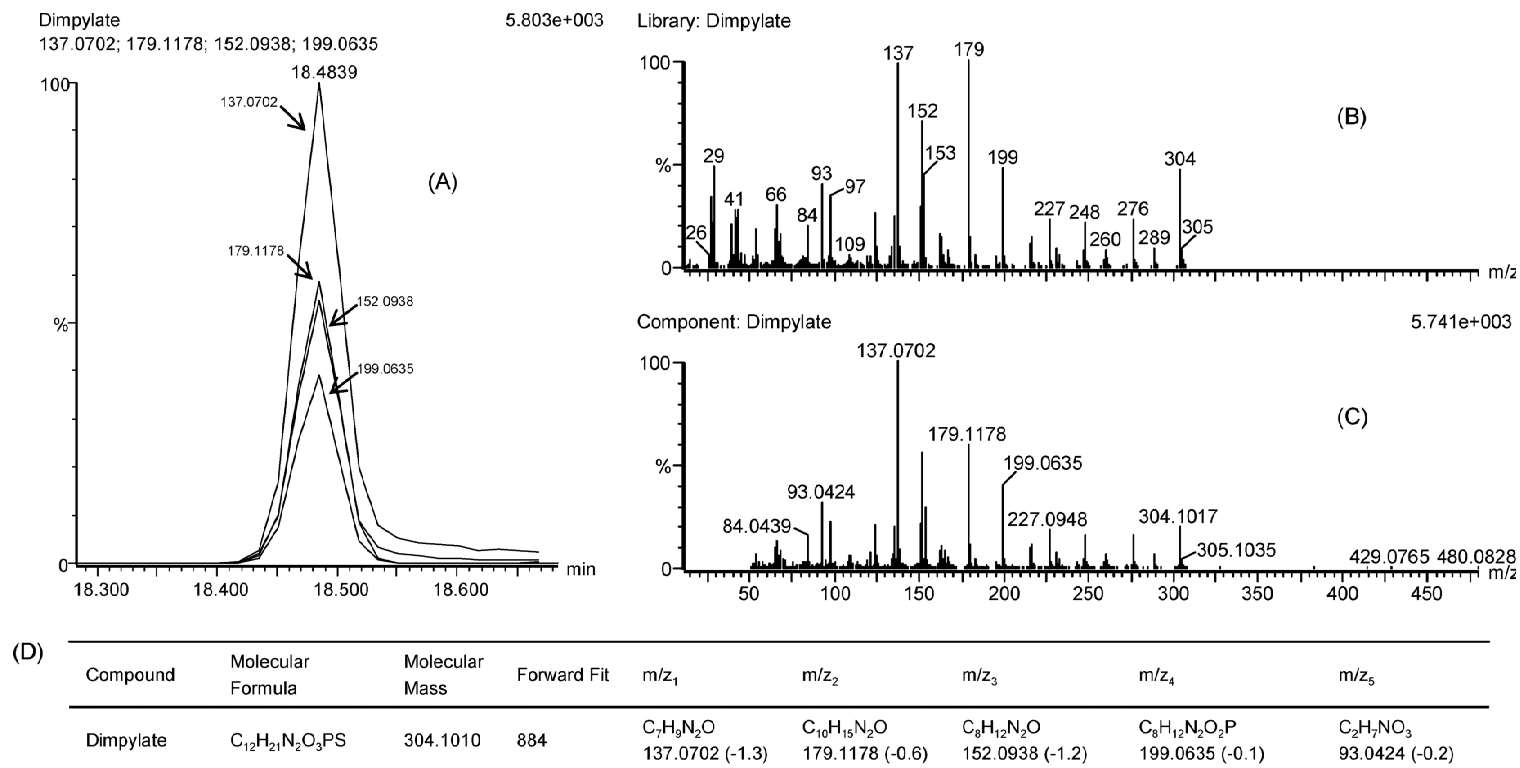 Dimpylate
5.803e+003
137.0702; 179.1178; 152.0938; 199.0635
100
18.4839
137.0702
(A)
179.1178
152.0938
%
199.0635
0
min
18.300
18.400
18.500
18.600
Library: Dimpylate
100
137
179
(B)
152
153
29
%
199
304
93
97
41
66
84
227
248
276
305
26
109
260
289
0
m/z
Component: Dimpylate
5.741e+003
137.0702
100
(C)
179.1178
%
199.0635
93.0424
84.0439
227.0948
304.1017
305.1035
429.0765
480.0828
0
m/z
50
100
150
200
250
300
350
400
450
(D)
Compound
Molecular
Formula
Molecular
Mass
Forward Fit
m/z₁
m/z₂
m/z₃
m/z₄
m/z₅
Dimpylate
C₁₂H₂₁N₂O₃PS
304.1010
884
C₇H₉N₂O
137.0702 (-1.3)
C₁₀H₁₅N₂O
179.1178 (-0.6)
C₈H₁₂N₂O
152.0938 (-1.2)
C₈H₁₂N₂O₂P
199.0635 (-0.1)
C₂H₇NO₃
93.0424 (-0.2)